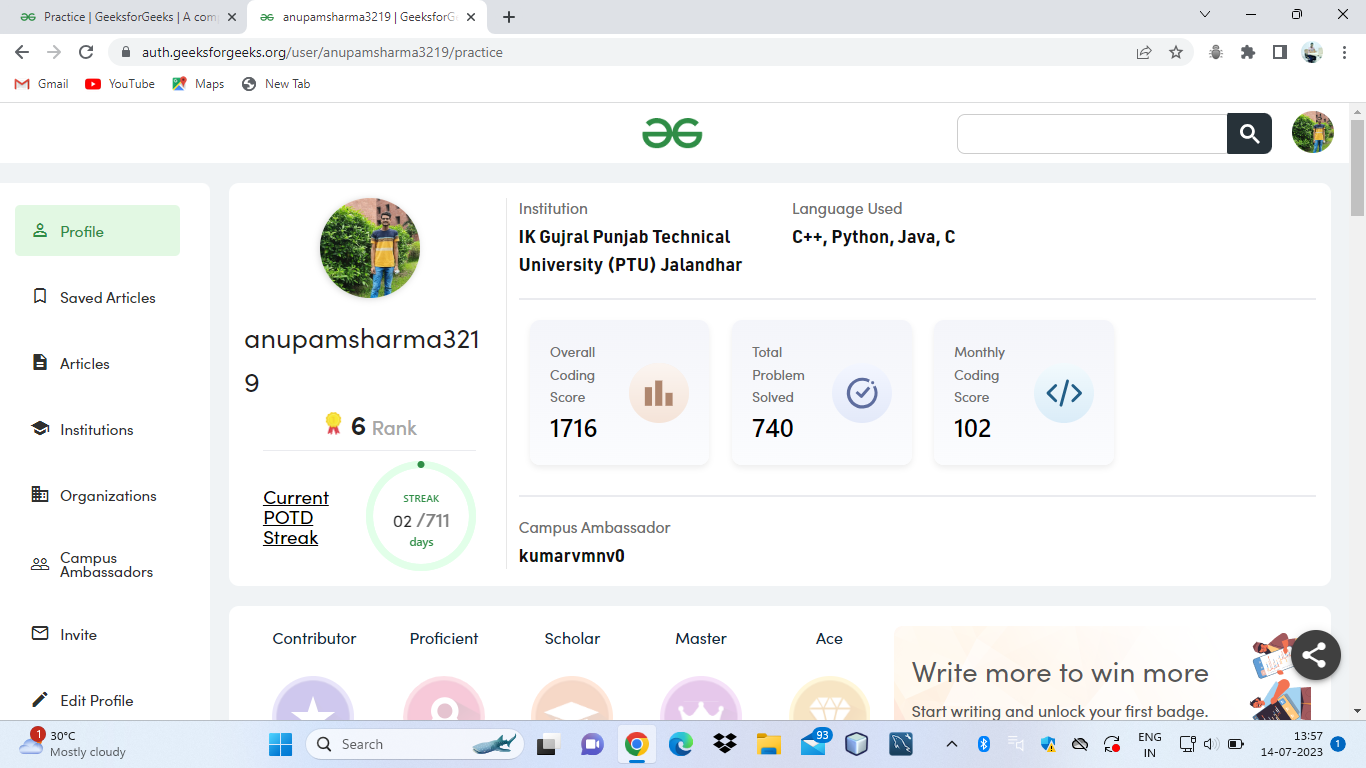 Practice | GeeksforGeeks | A com
anupamsharma3219 | GeeksforG
auth.geeksforgeeks.org/user/anupamsharma3219/practice
Gmail
YouTube
Maps
New Tab
Profile
Saved Articles
Articles
Institutions
Organizations
Campus
Ambassadors
Invite
Edit Profile
anupamsharma321
9
6 Rank
Current
POTD
Streak
STREAK
02 /711
days
Institution
IK Gujral Punjab Technical
University (PTU) Jalandhar
Language Used
C++, Python, Java, C
Overall
Coding
Score
1716
Total
Problem
Solved
740
Monthly
Coding
Score
102
Campus Ambassador
kumarvmnv0
Contributor
Proficient
Scholar
Master
Ace
Write more to win more
Start writing and unlock your first badge.
1
30°C
Mostly cloudy
Search
93
ENG
IN
13:57
14-07-2023
1